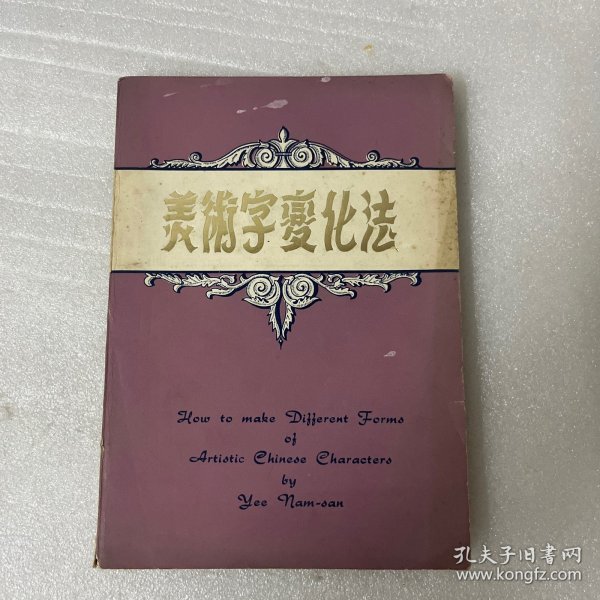 美術字變化法
How to make Different Forms
of
Artistic Chinese Characters
by
Yee Nam-san
孔夫子旧書网
www.kongfz.com